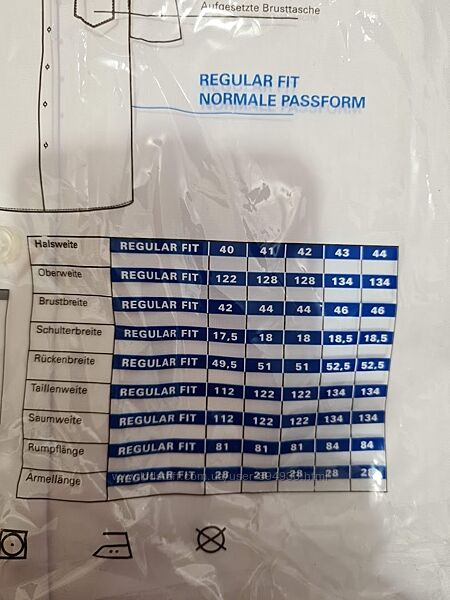 Aufgesetzte Brusttasche
REGULAR FIT
NORMALE PASSFORM
Halsweite REGULAR FIT 40 41 42 43 44
Oberweite REGULAR FIT 122 128 128 134 134
Brustbreite REGULAR FIT 42 44 44 46 46
Schulterbreite REGULAR FIT 17,5 18 18 18,5 18,5
Rückenbreite REGULAR FIT 49,5 51 51 52,5 52,5
Taillenweite REGULAR FIT 112 122 122 134 134
Saumweite REGULAR FIT 112 122 122 134 134
Rumpflänge REGULAR FIT 81 81 81 84 84
Ärmellänge REGULAR FIT 28 28 28 28 28